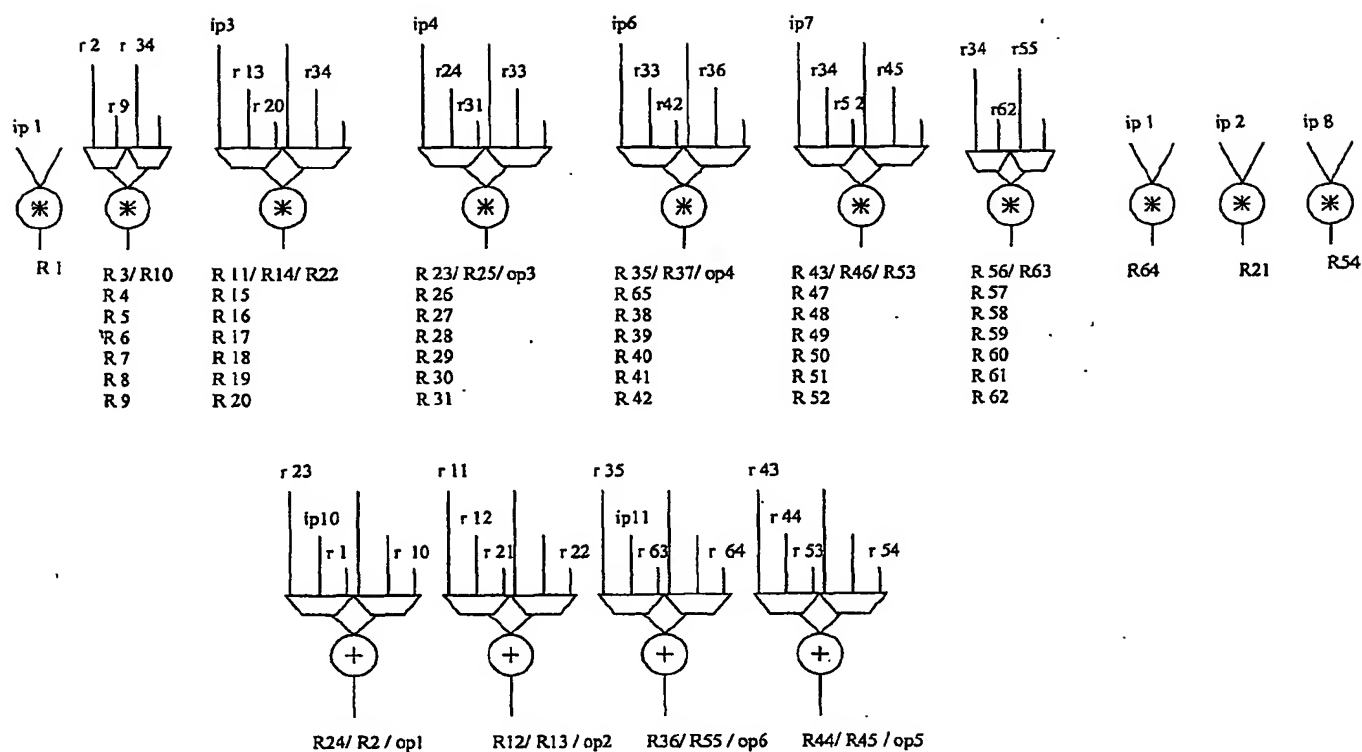 ip3 ip4 ip6 ip7
r 2 r 34 r34 r55
r 13 r34 r24 r33 r33 r36 r34 r45
r 9 r 20 r31 r42 r5 2 r62
ip 1 ip 1 ip 2 ip 8
* * * * * * * * * *
R 1 R 3/ R10 R 11/ R14/ R22 R 23/ R25/ op3 R 35/ R37/ op4 R 43/ R46/ R53 R 56/ R63 R64 R21 R54
R 4 R 15 R 26 R 65 R 47 R 57
R 5 R 16 R 27 R 38 R 48 R 58
R 6 R 17 R 28 R 39 R 49 R 59
R 7 R 18 R 29 R 40 R 50 R 60
R 8 R 19 R 30 R 41 R 51 R 61
R 9 R 20 R 31 R 42 R 52 R 62
r 23 r 11 r 35 r 43
ip10 r 12 ip11 r 44
r 1 r 10 r 21 r 22 r 63 r 64 r 53 r 54
+ + + +
R24/ R2 / op1 R12/ R13 / op2 R36/ R55 / op6 R44/ R45 / op5